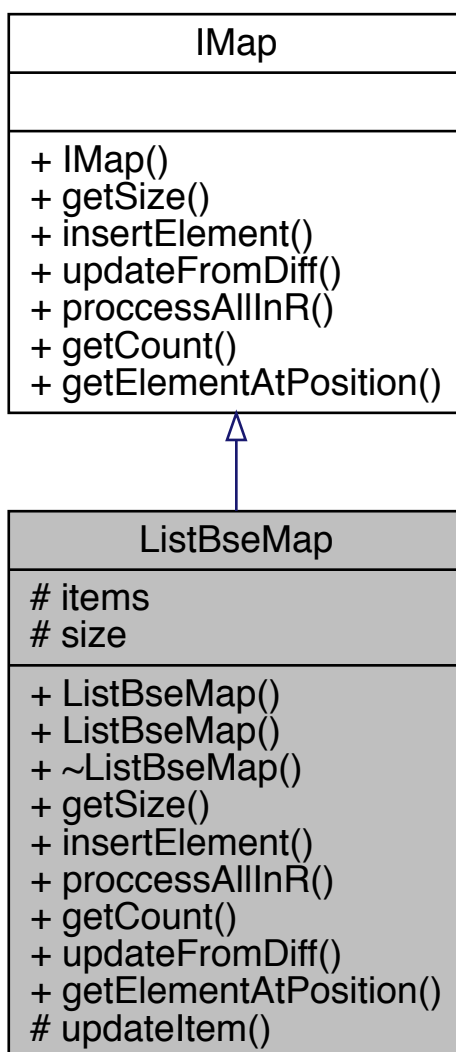 IMap
+ IMap()
+ getSize()
+ insertElement()
+ updateFromDiff()
+ proccessAllInR()
+ getCount()
+ getElementAtPosition()
ListBseMap
# items
# size
+ ListBseMap()
+ ListBseMap()
+ ~ListBseMap()
+ getSize()
+ insertElement()
+ proccessAllInR()
+ getCount()
+ updateFromDiff()
+ getElementAtPosition()
# updateItem()